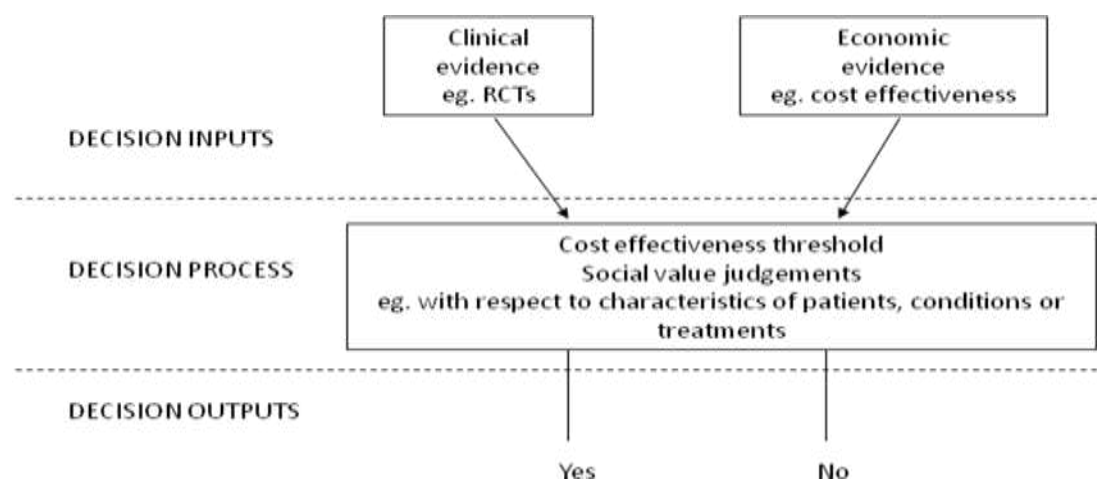 Clinical
evidence
eg. RCTs
Economic
evidence
eg. cost effectiveness
DECISION INPUTS
DECISION PROCESS
Cost effectiveness threshold
Social value judgements
eg. with respect to characteristics of patients, conditions or
treatments
DECISION OUTPUTS
Yes
No